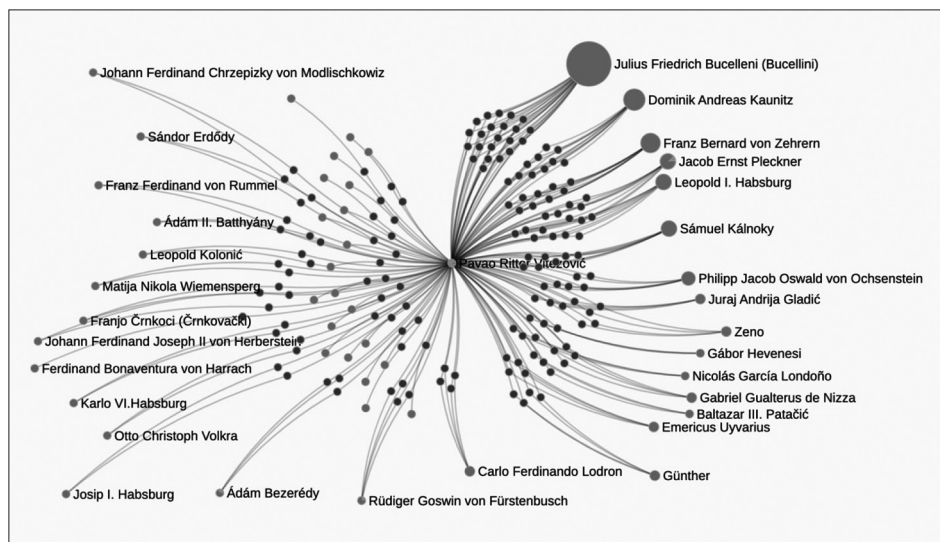 Julius Friedrich Bucelleni (Bucellini)
Johann Ferdinand Chrzepizky von Modlischkowiz
Dominik Andreas Kaunitz
Sándor Erdődy
Franz Bernard von Zehrern
Jacob Ernst Pleckner
Franz Ferdinand von Rummel
Leopold I. Habsburg
Ádám II. Batthyány
Sámuel Kálnoky
Leopold Kolonić
Pavao Ritter Vitezović
Philipp Jacob Oswald von Ochsenstein
Matija Nikola Wiemensperg
Juraj Andrija Gladić
Franjo Črnkoci (Črnkovački)
Zeno
Johann Ferdinand Joseph II von Herberstein
Gábor Hevenesi
Ferdinand Bonaventura von Harrach
Nicolás García Londoño
Gabriel Gualterus de Nizza
Karlo VI.Habsburg
Baltazar III. Patačić
Emericus Uyvarius
Otto Christoph Volkra
Carlo Ferdinando Lodron
Günther
Josip I. Habsburg
Ádám Bezerédy
Rüdiger Goswin von Fürstenbusch